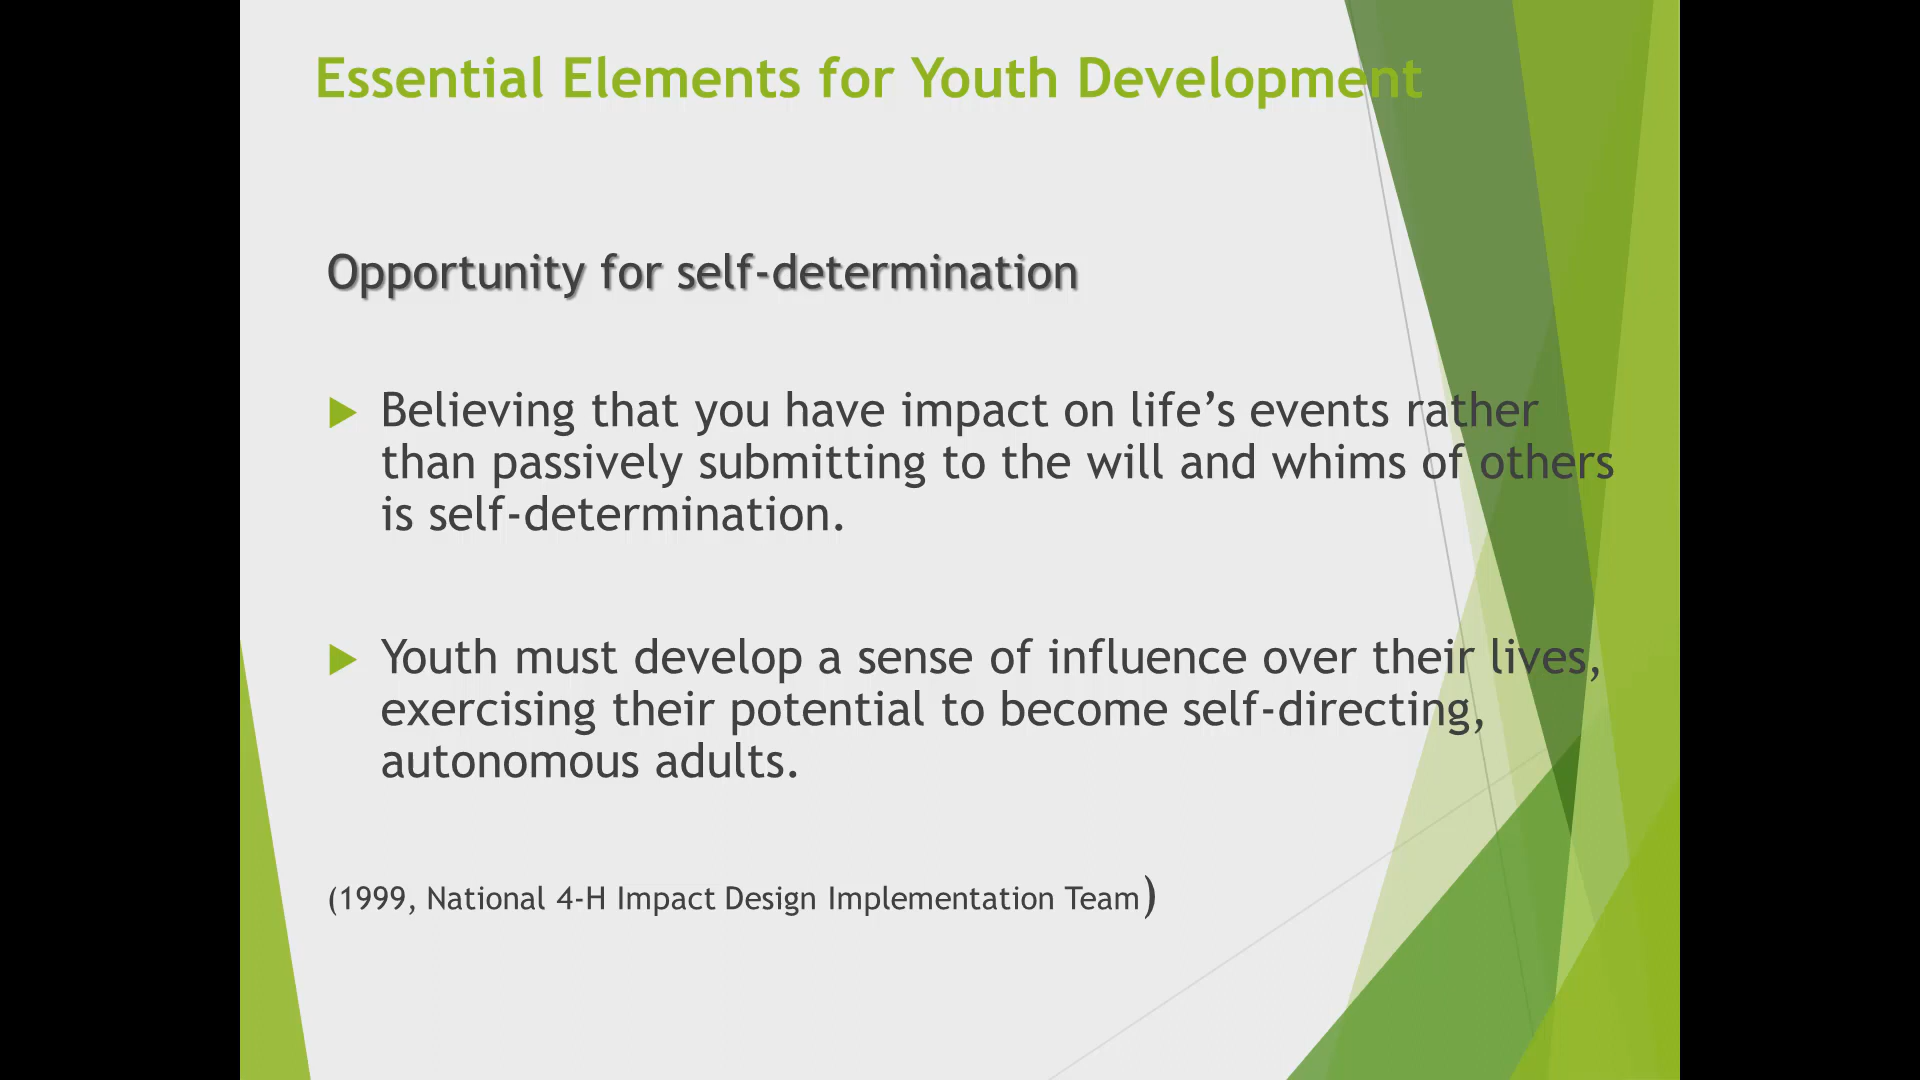 Essential Elements for Youth Development
Opportunity for self-determination
Believing that you have impact on life’s events rather
than passively submitting to the will and whims of others
is self-determination.
Youth must develop a sense of influence over their lives,
exercising their potential to become self-directing,
autonomous adults.
(1999, National 4-H Impact Design Implementation Team)